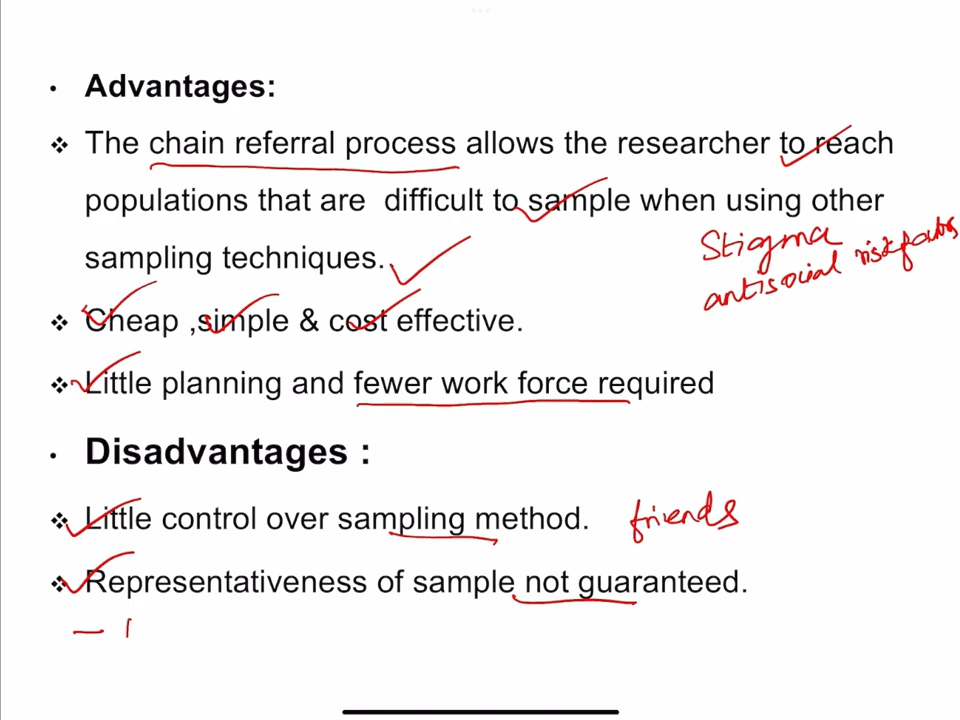 • Advantages:
❖ The chain referral process allows the researcher to reach
populations that are difficult to sample when using other
sampling techniques.
Stigma
antisocial risk factors
❖ Cheap ,simple & cost effective.
❖ Little planning and fewer work force required
• Disadvantages :
❖ Little control over sampling method. friends
❖ Representativeness of sample not guaranteed.